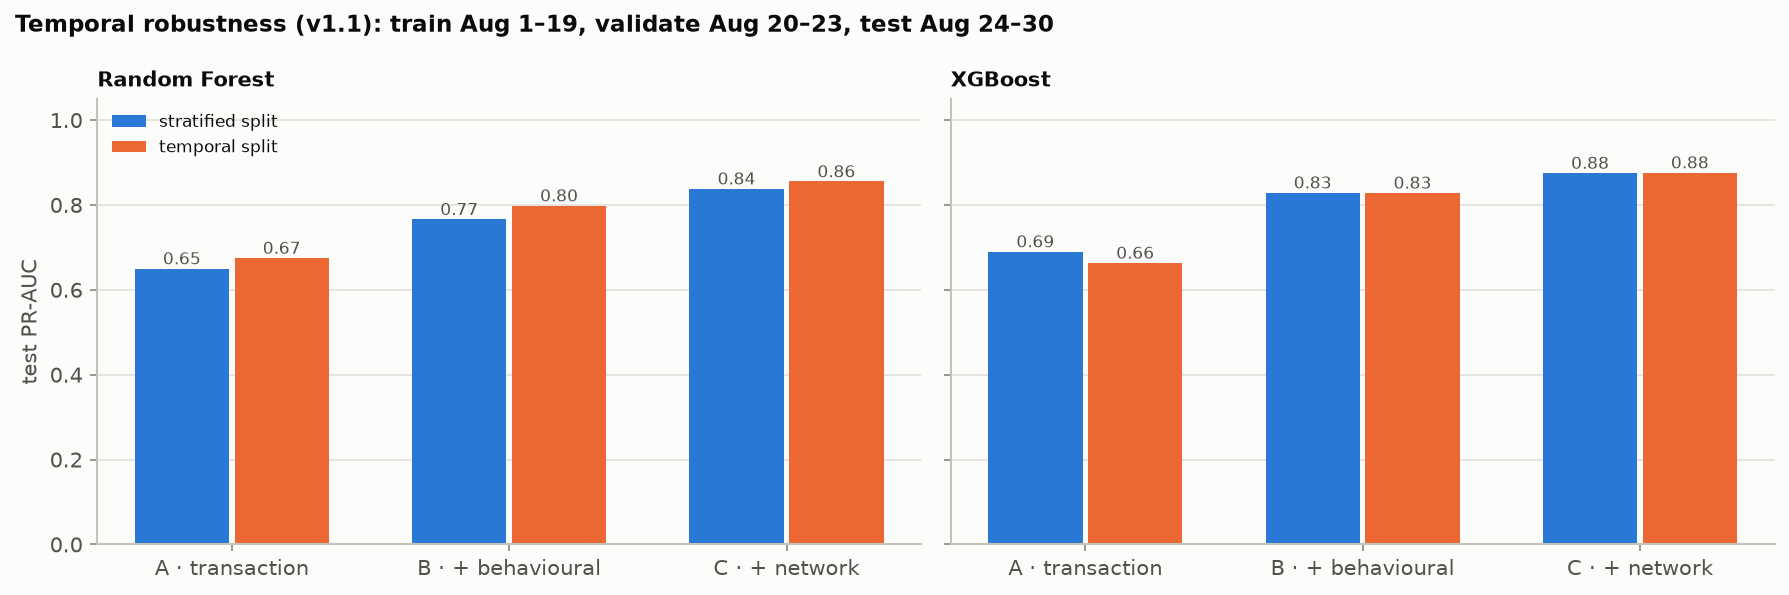 Temporal robustness (v1.1): train Aug 1–19, validate Aug 20–23, test Aug 24–30
Random Forest
stratified split
temporal split
test PR-AUC
1.0
0.8
0.6
0.4
0.2
0.0
0.65
0.67
0.77
0.80
0.84
0.86
A · transaction
B · + behavioural
C · + network
XGBoost
0.69
0.66
0.83
0.83
0.88
0.88
A · transaction
B · + behavioural
C · + network